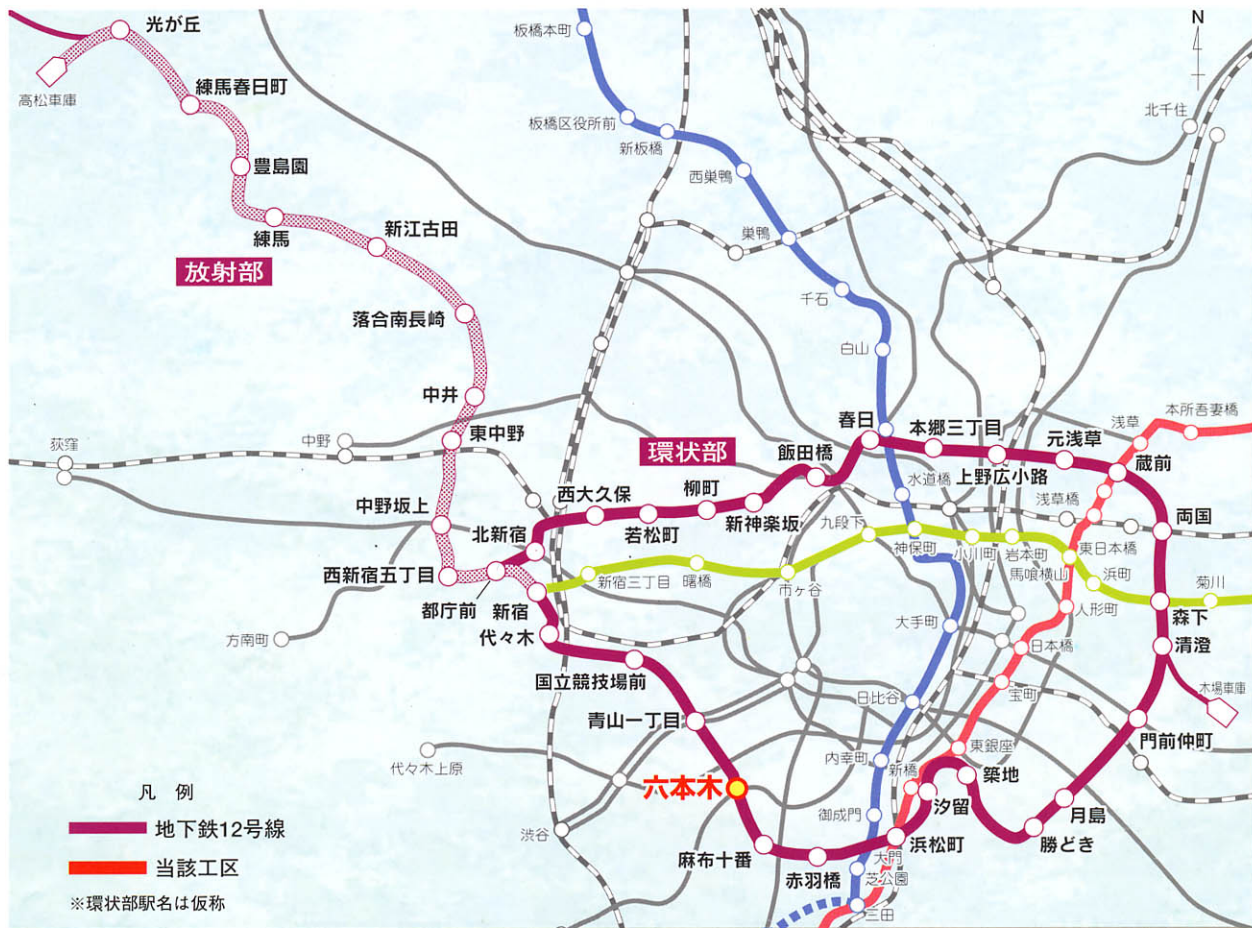 光が丘
高松車庫
練馬春日町
豊島園
練馬
新江古田
放射部
落合南長崎
中井
東中野
中野坂上
西新宿五丁目
都庁前
荻窪
中野
方南町
代々木上原
渋谷
板橋本町
板橋区役所前
新板橋
西巣鴨
巣鴨
千石
白山
N
北千住
環状部
北新宿
西大久保
若松町
柳町
新神楽坂
飯田橋
春日
本郷三丁目
上野広小路
元浅草
蔵前
浅草
本所吾妻橋
水道橋
浅草橋
両国
九段下
神保町
小川町
岩本町
東日本橋
馬喰横山
浜町
菊川
新宿三丁目
曙橋
市ヶ谷
新宿
代々木
国立競技場前
青山一丁目
六本木
麻布十番
赤羽橋
大手町
人形町
日本橋
宝町
日比谷
東銀座
内幸町
新橋
御成門
汐留
築地
浜松町
大門
芝公園
三田
勝どき
月島
門前仲町
木場車庫
清澄
森下
凡例
地下鉄12号線
当該工区
※環状部駅名は仮称